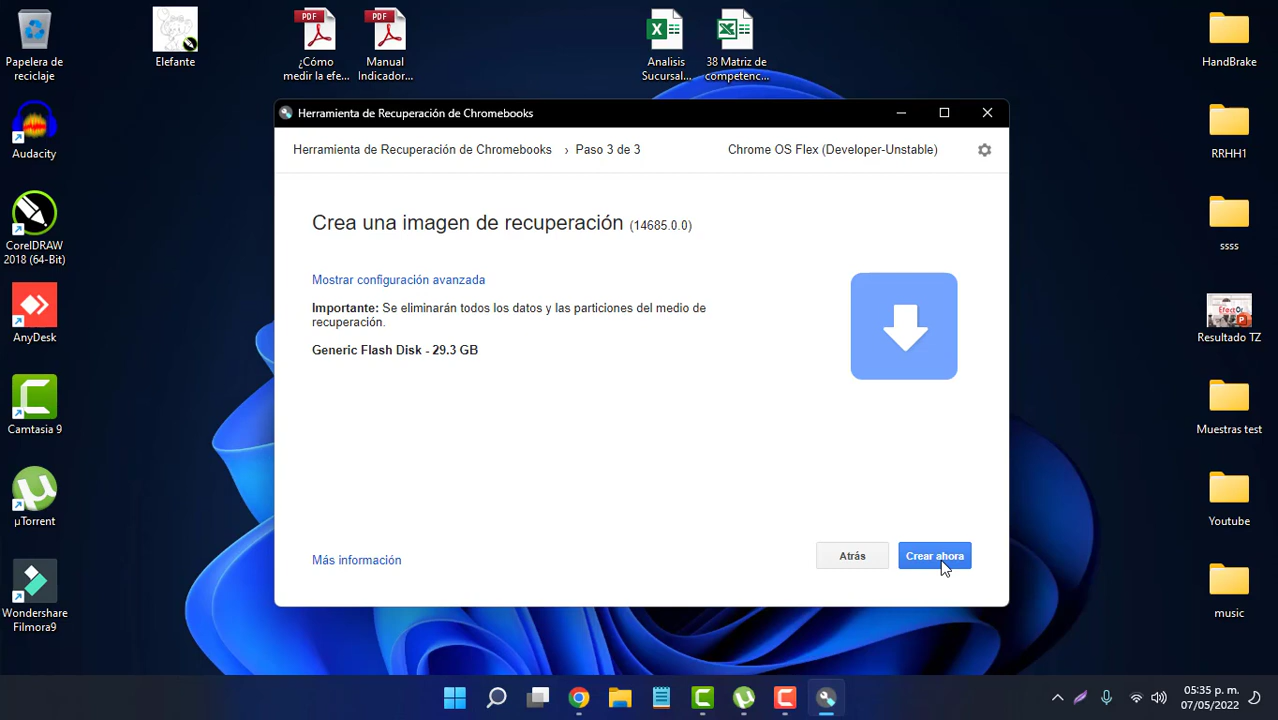 Papelera de
reciclaje
Elefante
¿Cómo
medir la efe...
Manual
Indicador...
Analisis
Sucursal...
38 Matriz de
competenc...
HandBrake
Audacity
RRHH1
CorelDRAW
2018 (64-Bit)
ssss
AnyDesk
Resultado TZ
Camtasia 9
Muestras test
µTorrent
Youtube
Wondershare
Filmora9
music
Herramienta de Recuperación de Chromebooks
Herramienta de Recuperación de Chromebooks › Paso 3 de 3
Chrome OS Flex (Developer-Unstable)
Crea una imagen de recuperación (14685.0.0)
Mostrar configuración avanzada
Importante: Se eliminarán todos los datos y las particiones del medio de
recuperación.
Generic Flash Disk - 29.3 GB
Más información
Atrás
Crear ahora
05:35 p. m.
07/05/2022